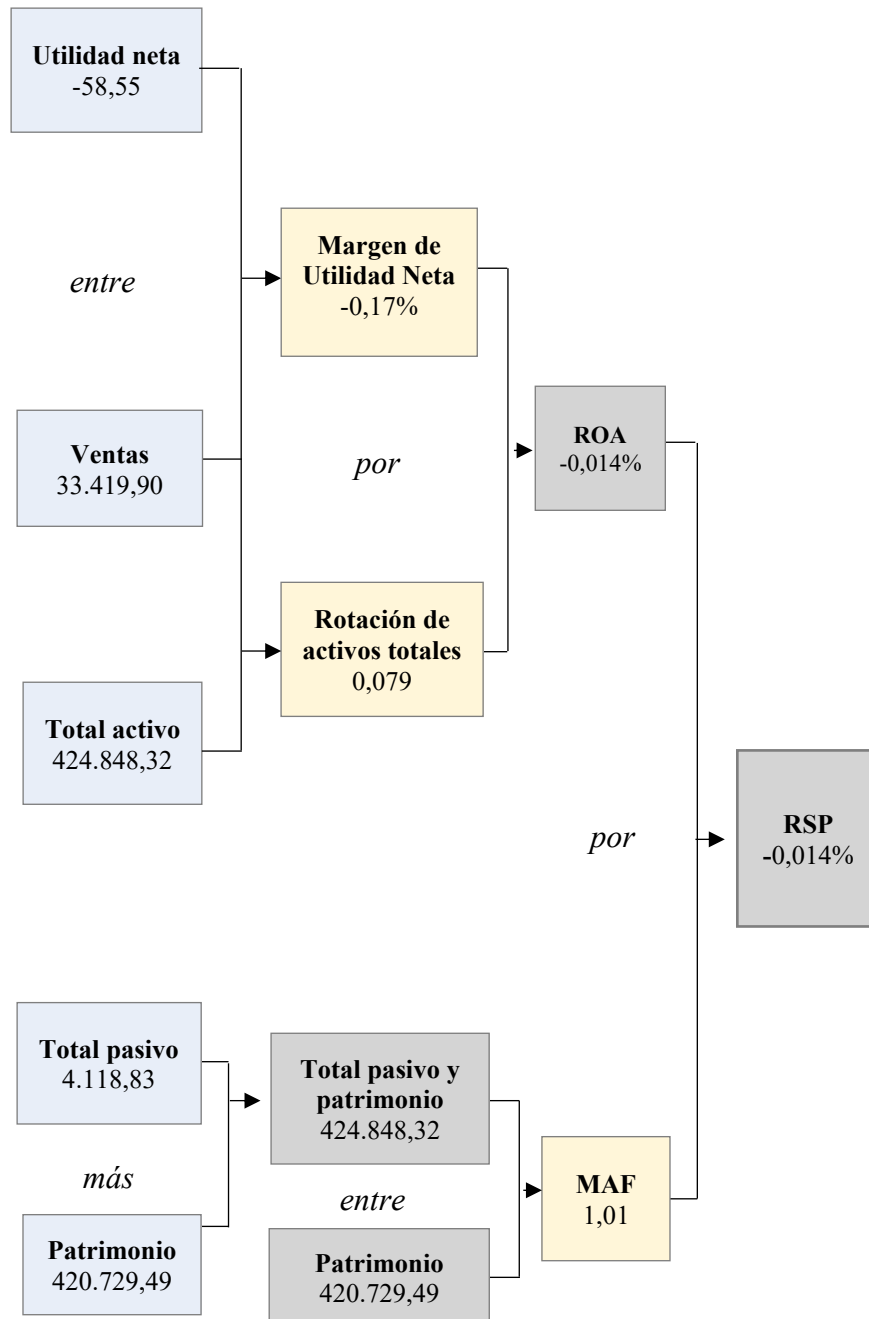 Utilidad neta
-58,55
entre
Margen de
Utilidad Neta
-0,17%
Ventas
33.419,90
por
ROA
-0,014%
Rotación de
activos totales
0,079
Total activo
424.848,32
por
RSP
-0,014%
Total pasivo
4.118,83
Total pasivo y
patrimonio
424.848,32
más
entre
MAF
1,01
Patrimonio
420.729,49
Patrimonio
420.729,49